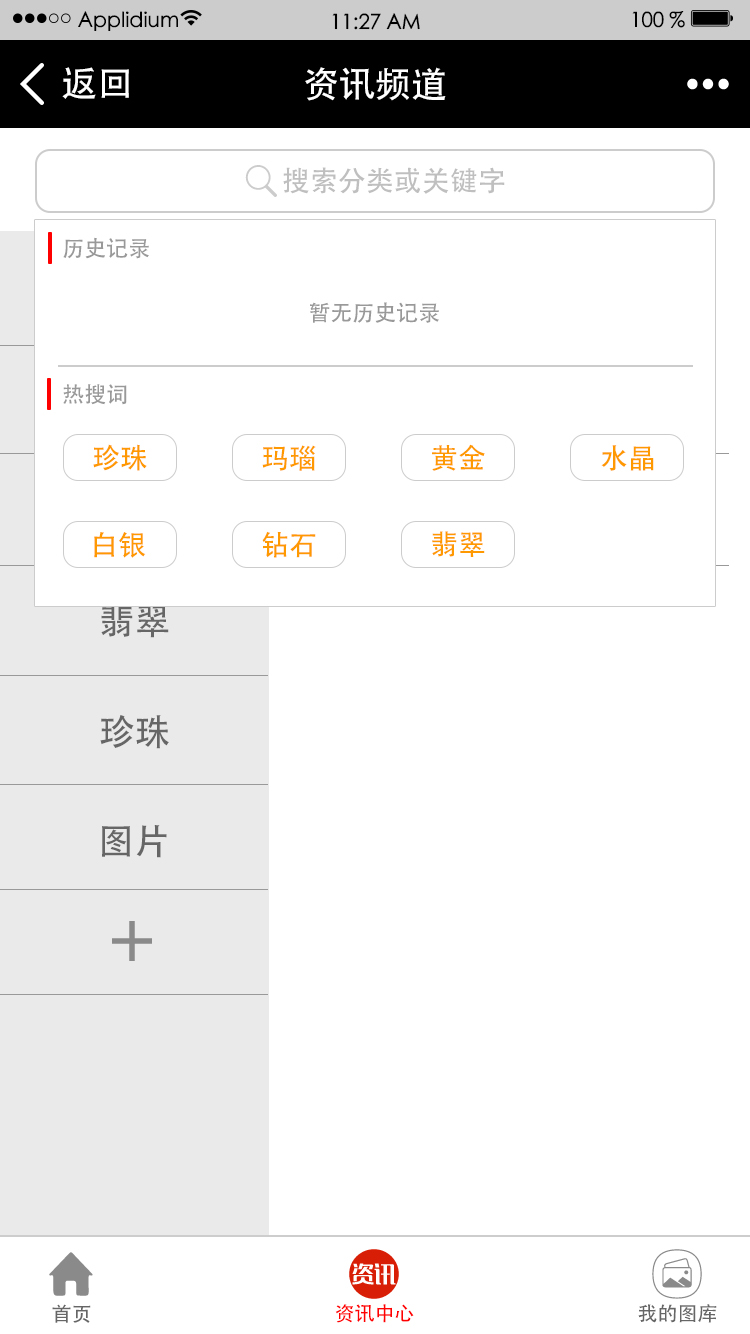 Applidium 11:27 AM 100 %
返回 资讯频道
搜索分类或关键字
历史记录
暂无历史记录
热搜词
珍珠 玛瑙 黄金 水晶
白银 钻石 翡翠
翡翠
珍珠
图片
资讯
首页 资讯中心 我的图库